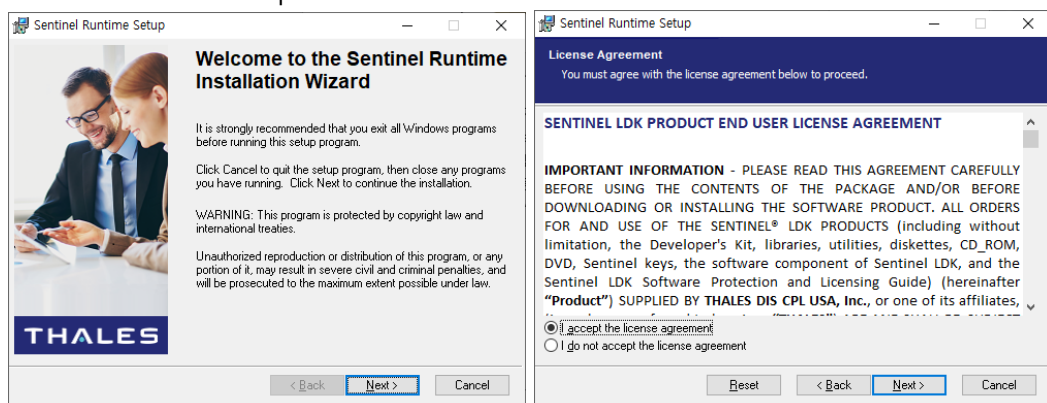 Sentinel Runtime Setup
Welcome to the Sentinel Runtime
Installation Wizard
It is strongly recommended that you exit all Windows programs
before running this setup program.
Click Cancel to quit the setup program, then close any programs
you have running. Click Next to continue the installation.
WARNING: This program is protected by copyright law and
international treaties.
Unauthorized reproduction or distribution of this program, or any
portion of it, may result in severe civil and criminal penalties, and
will be prosecuted to the maximum extent possible under law.
THALES
< Back
Next >
Cancel
Sentinel Runtime Setup
License Agreement
You must agree with the license agreement below to proceed.
SENTINEL LDK PRODUCT END USER LICENSE AGREEMENT
IMPORTANT INFORMATION - PLEASE READ THIS AGREEMENT CAREFULLY
BEFORE USING THE CONTENTS OF THE PACKAGE AND/OR BEFORE
DOWNLOADING OR INSTALLING THE SOFTWARE PRODUCT. ALL ORDERS
FOR AND USE OF THE SENTINEL® LDK PRODUCTS (including without
limitation, the Developer's Kit, libraries, utilities, diskettes, CD_ROM,
DVD, Sentinel keys, the software component of Sentinel LDK, and the
Sentinel LDK Software Protection and Licensing Guide) (hereinafter
“Product”) SUPPLIED BY THALES DIS CPL USA, Inc., or one of its affiliates,
I accept the license agreement
I do not accept the license agreement
Reset
< Back
Next >
Cancel